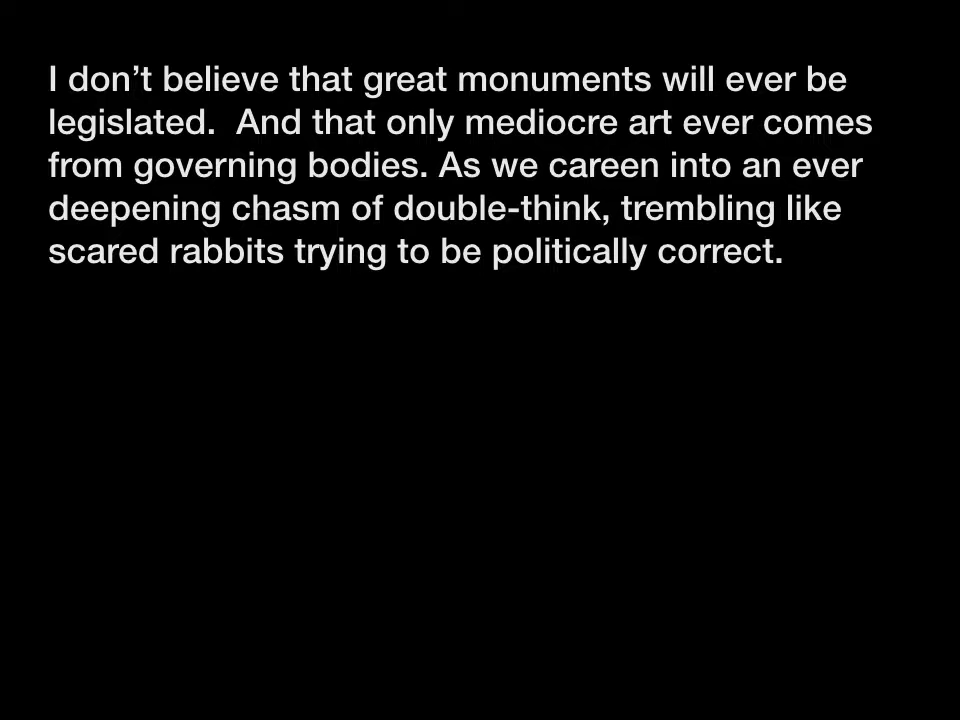 I don’t believe that great monuments will ever be
legislated.  And that only mediocre art ever comes
from governing bodies. As we careen into an ever
deepening chasm of double-think, trembling like
scared rabbits trying to be politically correct.